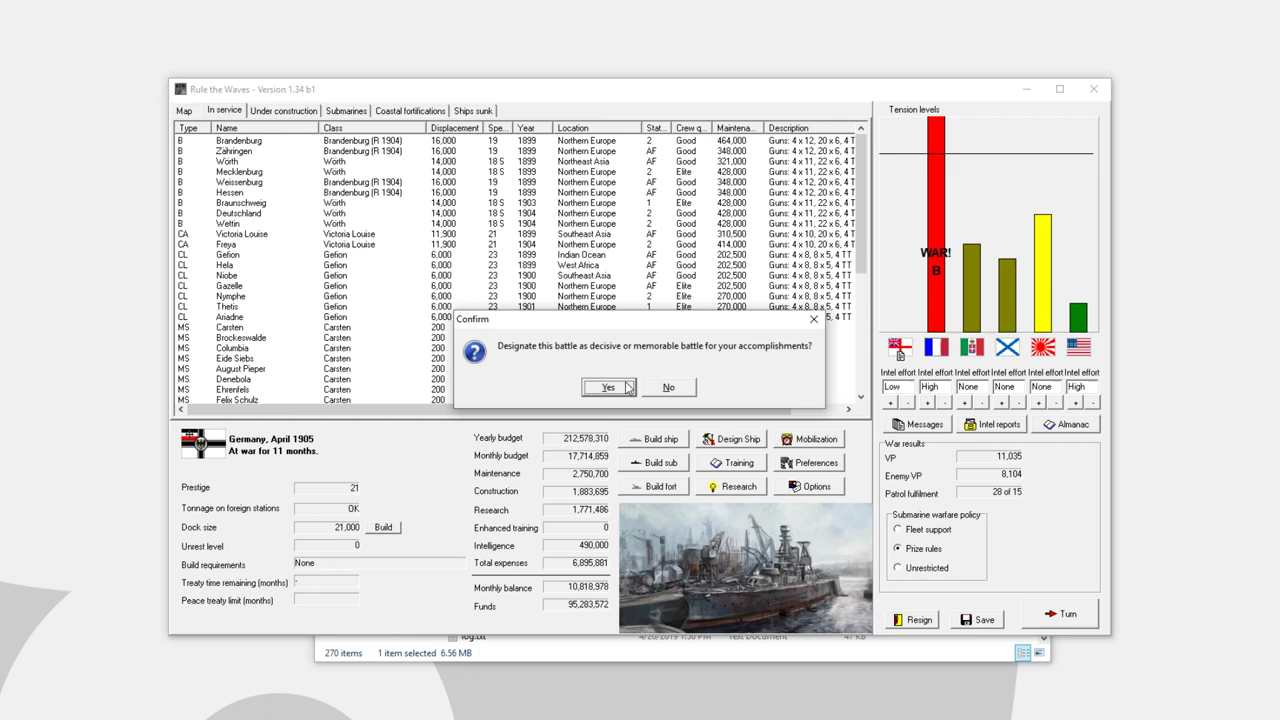 Rule the Waves - Version 1.34 b1
Map In service Under construction Submarines Coastal fortifications Ships sunk
Type Name Class Displacement Spe... Year Location Stat... Crew q... Maintena... Description
B Brandenburg Brandenburg (R 1904) 16,000 19 1899 Northern Europe 2 Good 464,000 Guns: 4 x 12, 20 x 6, 4 T
B Zähringen Brandenburg (R 1904) 16,000 19 1899 Northern Europe AF Good 348,000 Guns: 4 x 12, 20 x 6, 4 T
B Wörth Wörth 14,000 18 S 1899 Northeast Asia AF Good 321,000 Guns: 4 x 11, 22 x 6, 4 T
B Mecklenburg Wörth 14,000 18 S 1899 Northern Europe 2 Elite 428,000 Guns: 4 x 11, 22 x 6, 4 T
B Weissenburg Brandenburg (R 1904) 16,000 19 1899 Northern Europe AF Good 348,000 Guns: 4 x 12, 20 x 6, 4 T
B Hessen Brandenburg (R 1904) 16,000 19 1899 Northern Europe AF Good 348,000 Guns: 4 x 12, 20 x 6, 4 T
B Braunschweig Wörth 14,000 18 S 1903 Northern Europe 1 Elite 428,000 Guns: 4 x 11, 22 x 6, 4 T
B Deutschland Wörth 14,000 18 S 1904 Northern Europe 2 Good 428,000 Guns: 4 x 11, 22 x 6, 4 T
B Wettin Wörth 14,000 18 S 1904 Northern Europe 2 Good 428,000 Guns: 4 x 11, 22 x 6, 4 T
CA Victoria Louise Victoria Louise 11,900 21 1899 Southeast Asia AF Good 310,500 Guns: 4 x 10, 20 x 6, 4 T
CA Freya Victoria Louise 11,900 21 1904 Northern Europe 2 Good 414,000 Guns: 4 x 10, 20 x 6, 4 T
CL Gefion Gefion 6,000 23 1899 Indian Ocean AF Good 202,500 Guns: 4 x 8, 8 x 5, 4 TT
CL Hela Gefion 6,000 23 1899 West Africa AF Good 202,500 Guns: 4 x 8, 8 x 5, 4 TT
CL Niobe Gefion 6,000 23 1900 Southeast Asia AF Good 202,500 Guns: 4 x 8, 8 x 5, 4 TT
CL Gazelle Gefion 6,000 23 1900 Northern Europe AF Elite 202,500 Guns: 4 x 8, 8 x 5, 4 TT
CL Nymphe Gefion 6,000 23 1900 Northern Europe 2 Elite 270,000 Guns: 4 x 8, 8 x 5, 4 TT
CL Thetis Gefion 6,000 23 1901 Northern Europe 1 Elite 270,000 Guns: 4 x 8, 8 x 5, 4 TT
CL Ariadne Gefion 6,000
MS Carsten Carsten 200
MS Brockeswalde Carsten 200
MS Columbia Carsten 200
MS Eide Siebs Carsten 200
MS August Pieper Carsten 200
MS Denebola Carsten 200
MS Ehrenfels Carsten 200
MS Felix Schulz Carsten 200
Confirm
Designate this battle as decisive or memorable battle for your accomplishments?
Yes No
Tension levels
WAR!
B
Intel effort Intel effort Intel effort Intel effort Intel effort Intel effort
Low High None None None High
+ - + - + - + - + - + -
Messages Intel reports Almanac
Germany, April 1905
At war for 11 months.
Prestige 21
Tonnage on foreign stations OK
Dock size 21,000 Build
Unrest level 0
Build requirements None
Treaty time remaining (months) -
Peace treaty limit (months)
Yearly budget 212,578,310
Monthly budget 17,714,859
Maintenance 2,750,700
Construction 1,883,695
Research 1,771,486
Enhanced training 0
Intelligence 490,000
Total expenses 6,895,881
Monthly balance 10,818,978
Funds 95,283,572
Build ship Design Ship Mobilization
Build sub Training Preferences
Build fort Research Options
War results
VP 11,035
Enemy VP 8,104
Patrol fulfilment 28 of 15
Submarine warfare policy
Fleet support
Prize rules
Unrestricted
Resign Save Turn
log.txt 4/20/2019 1:50 PM Text Document 47 KB
270 items 1 item selected 6.56 MB